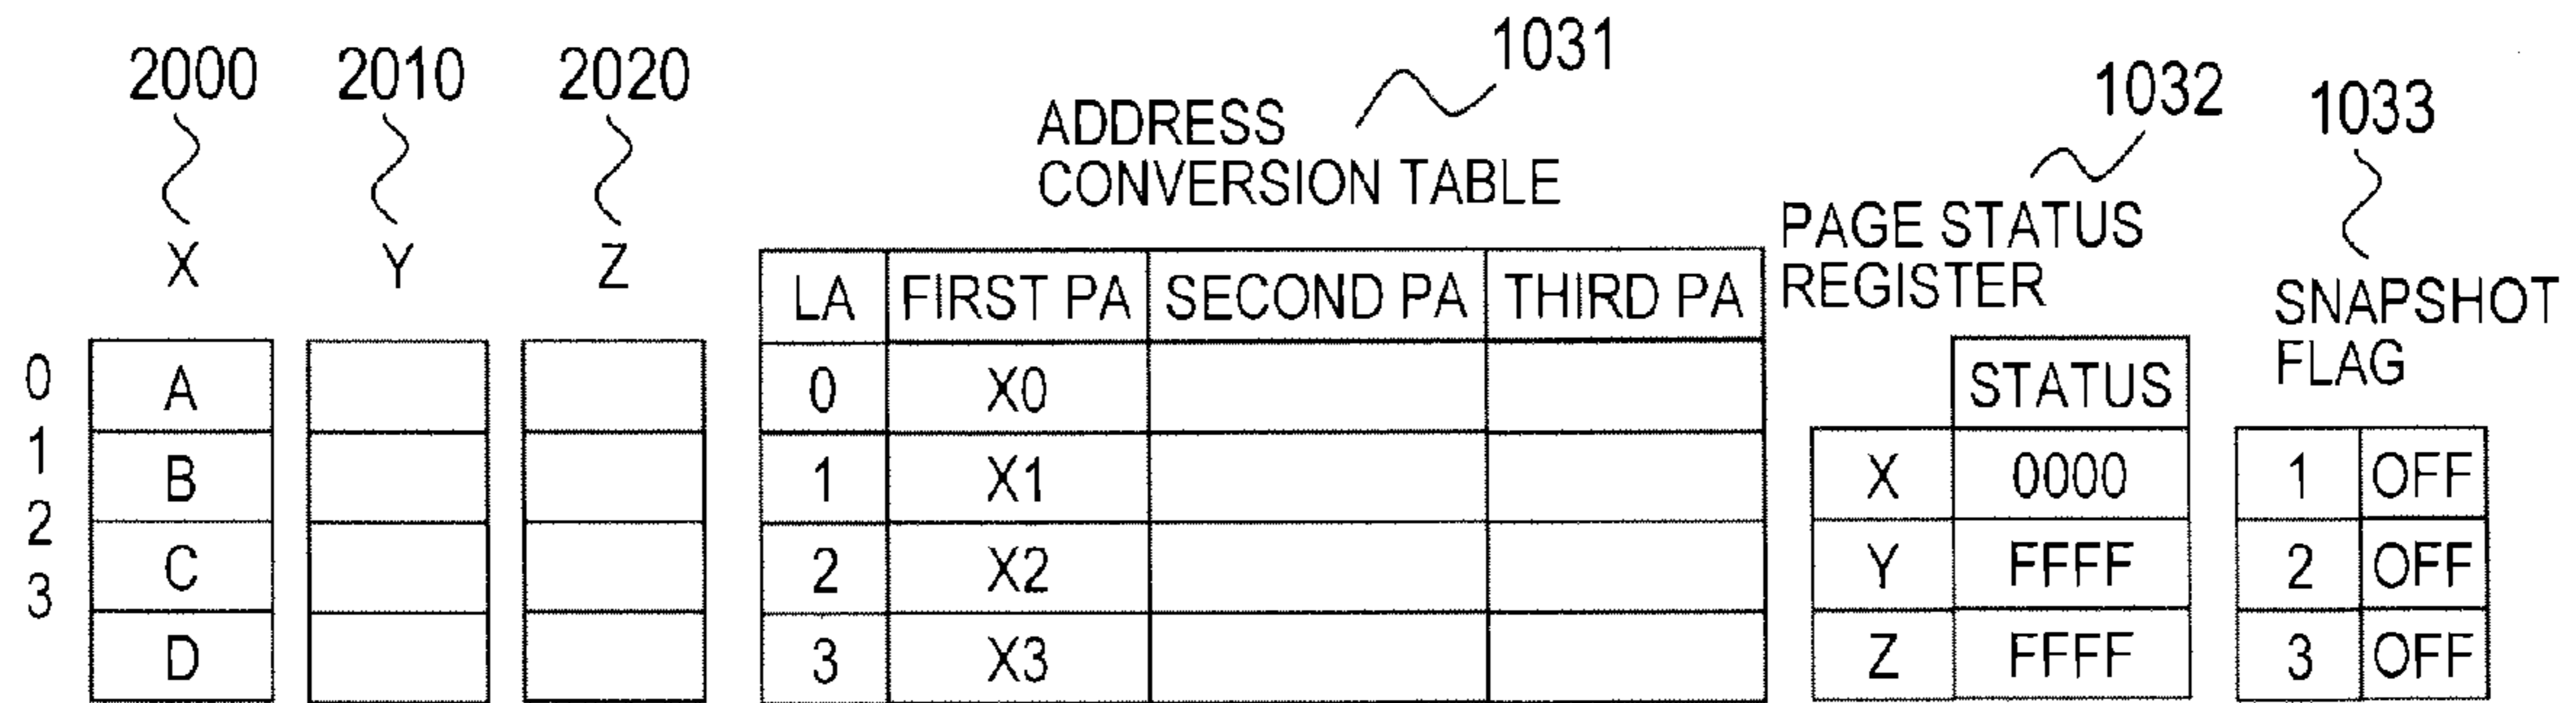 2000 2010 2020 1031 1032 1033
X Y Z
ADDRESS
CONVERSION TABLE
PAGE STATUS
REGISTER
SNAPSHOT
FLAG
0 A
1 B
2 C
3 D
LA FIRST PA SECOND PA THIRD PA
0 X0
1 X1
2 X2
3 X3
STATUS
X 0000
Y FFFF
Z FFFF
1 OFF
2 OFF
3 OFF